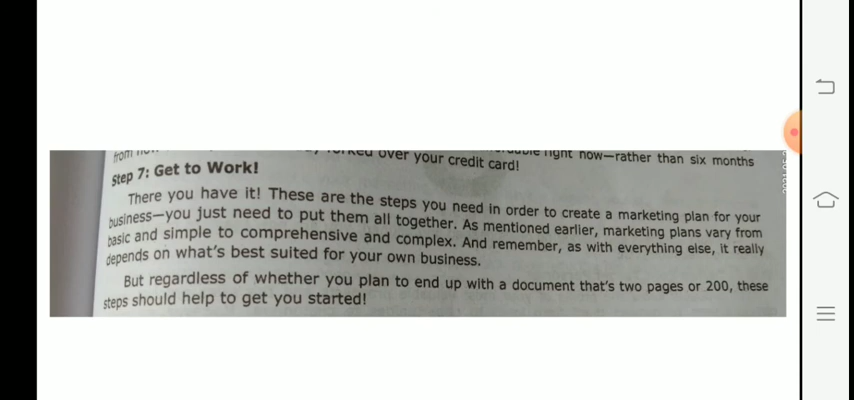 from now
forked over your credit card!
right now—rather than six months
Step 7: Get to Work!
There you have it! These are the steps you need in order to create a marketing plan for your
business—you just need to put them all together. As mentioned earlier, marketing plans vary from
basic and simple to comprehensive and complex. And remember, as with everything else, it really
depends on what's best suited for your own business.
But regardless of whether you plan to end up with a document that's two pages or 200, these
steps should help to get you started!